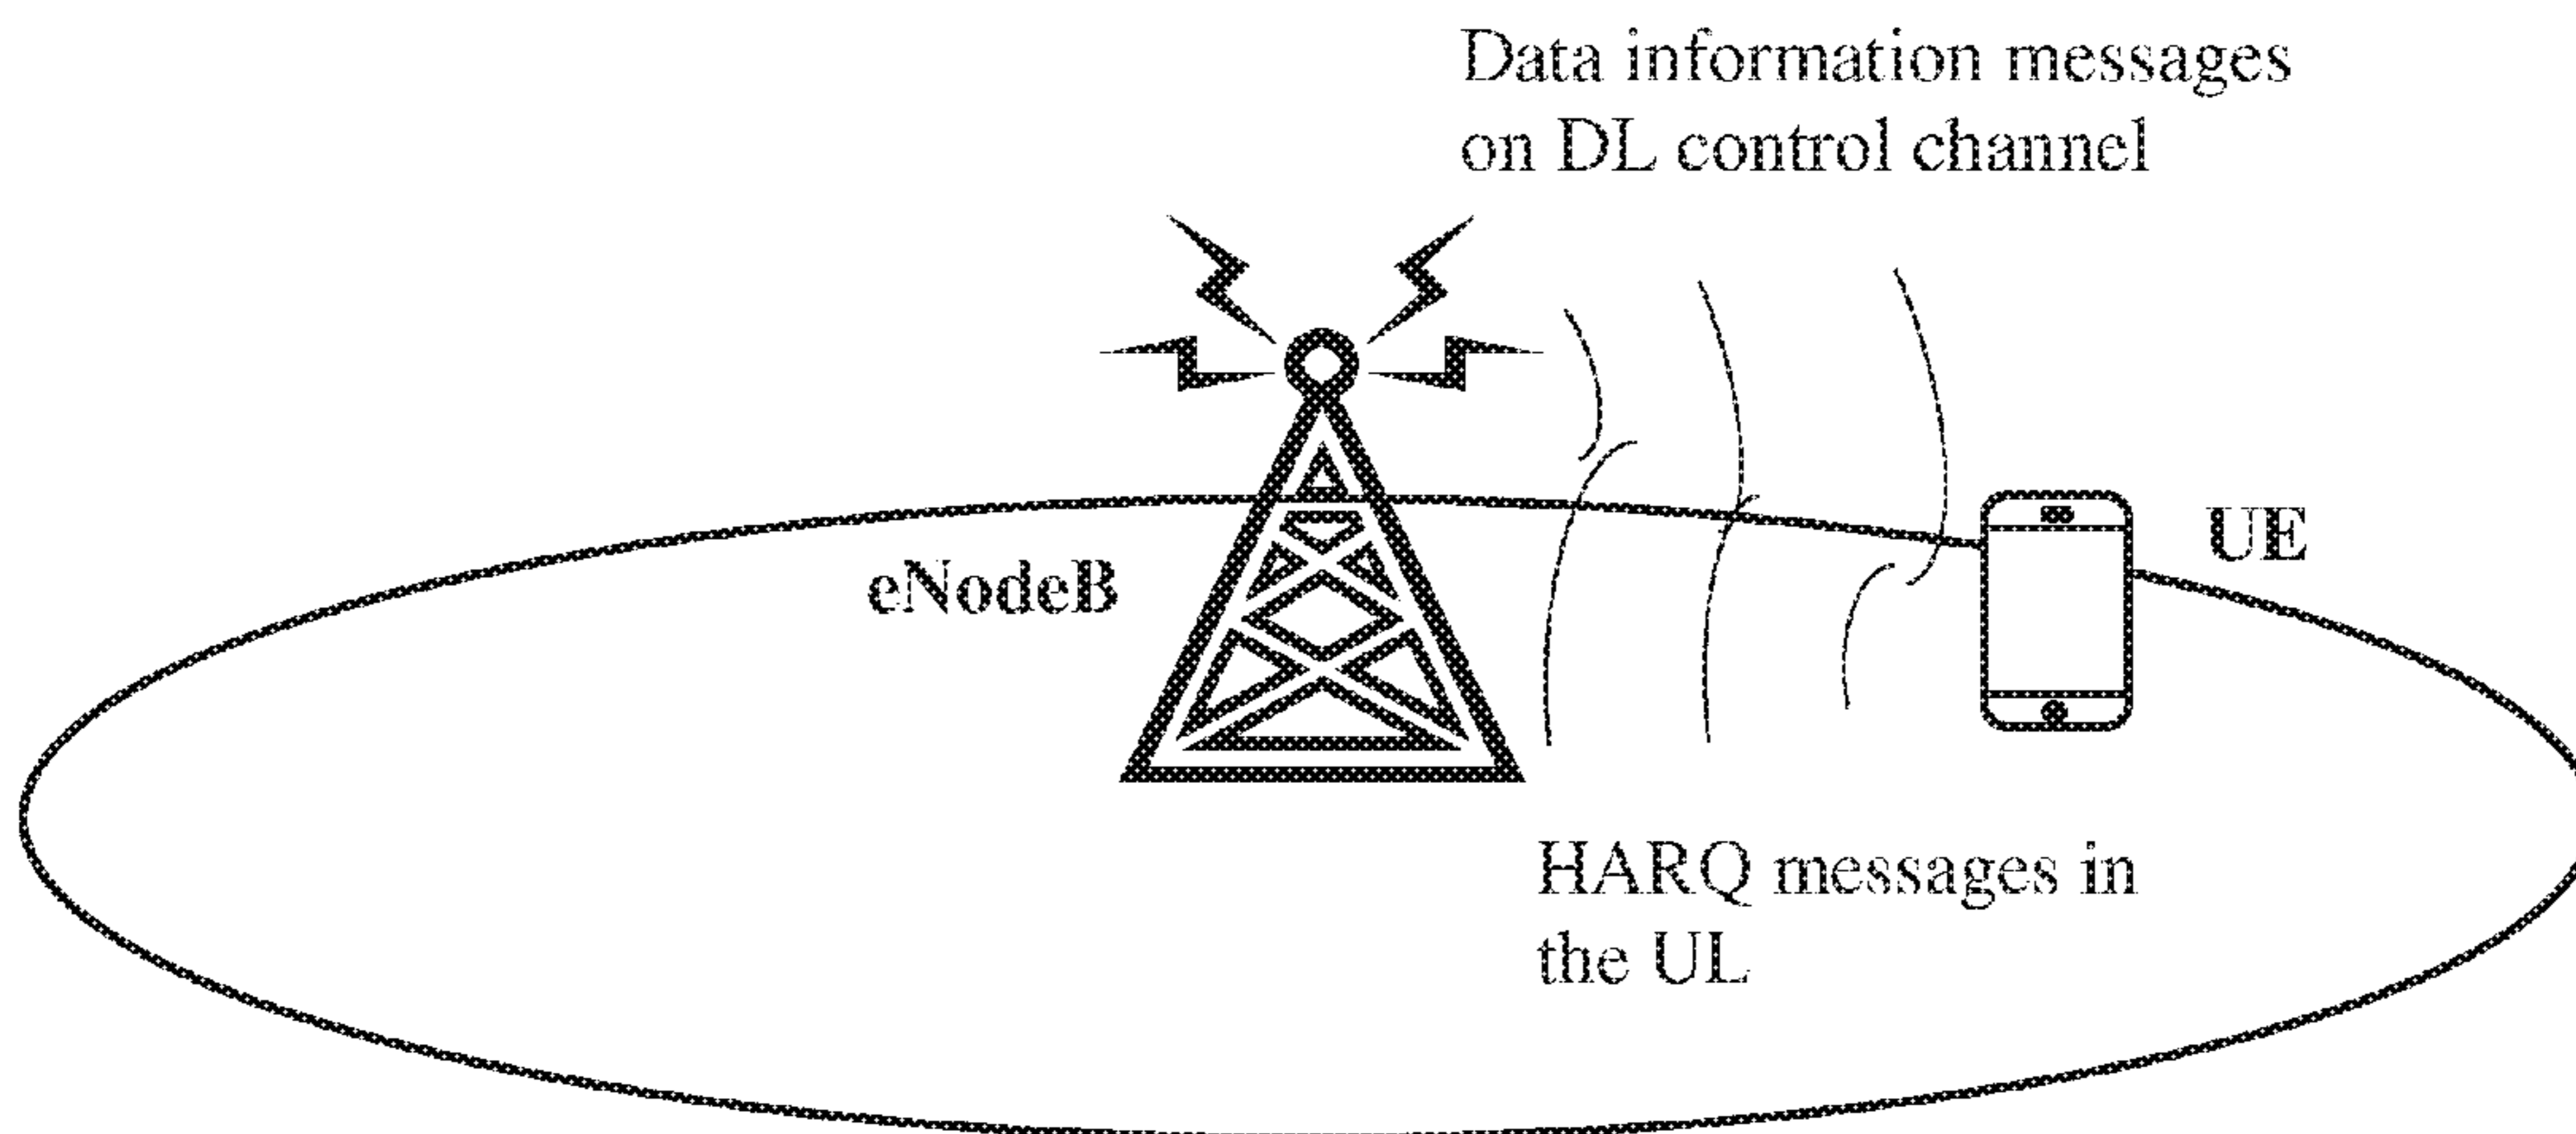 Data information messages
on DL control channel
eNodeB
UE
HARQ messages in
the UL